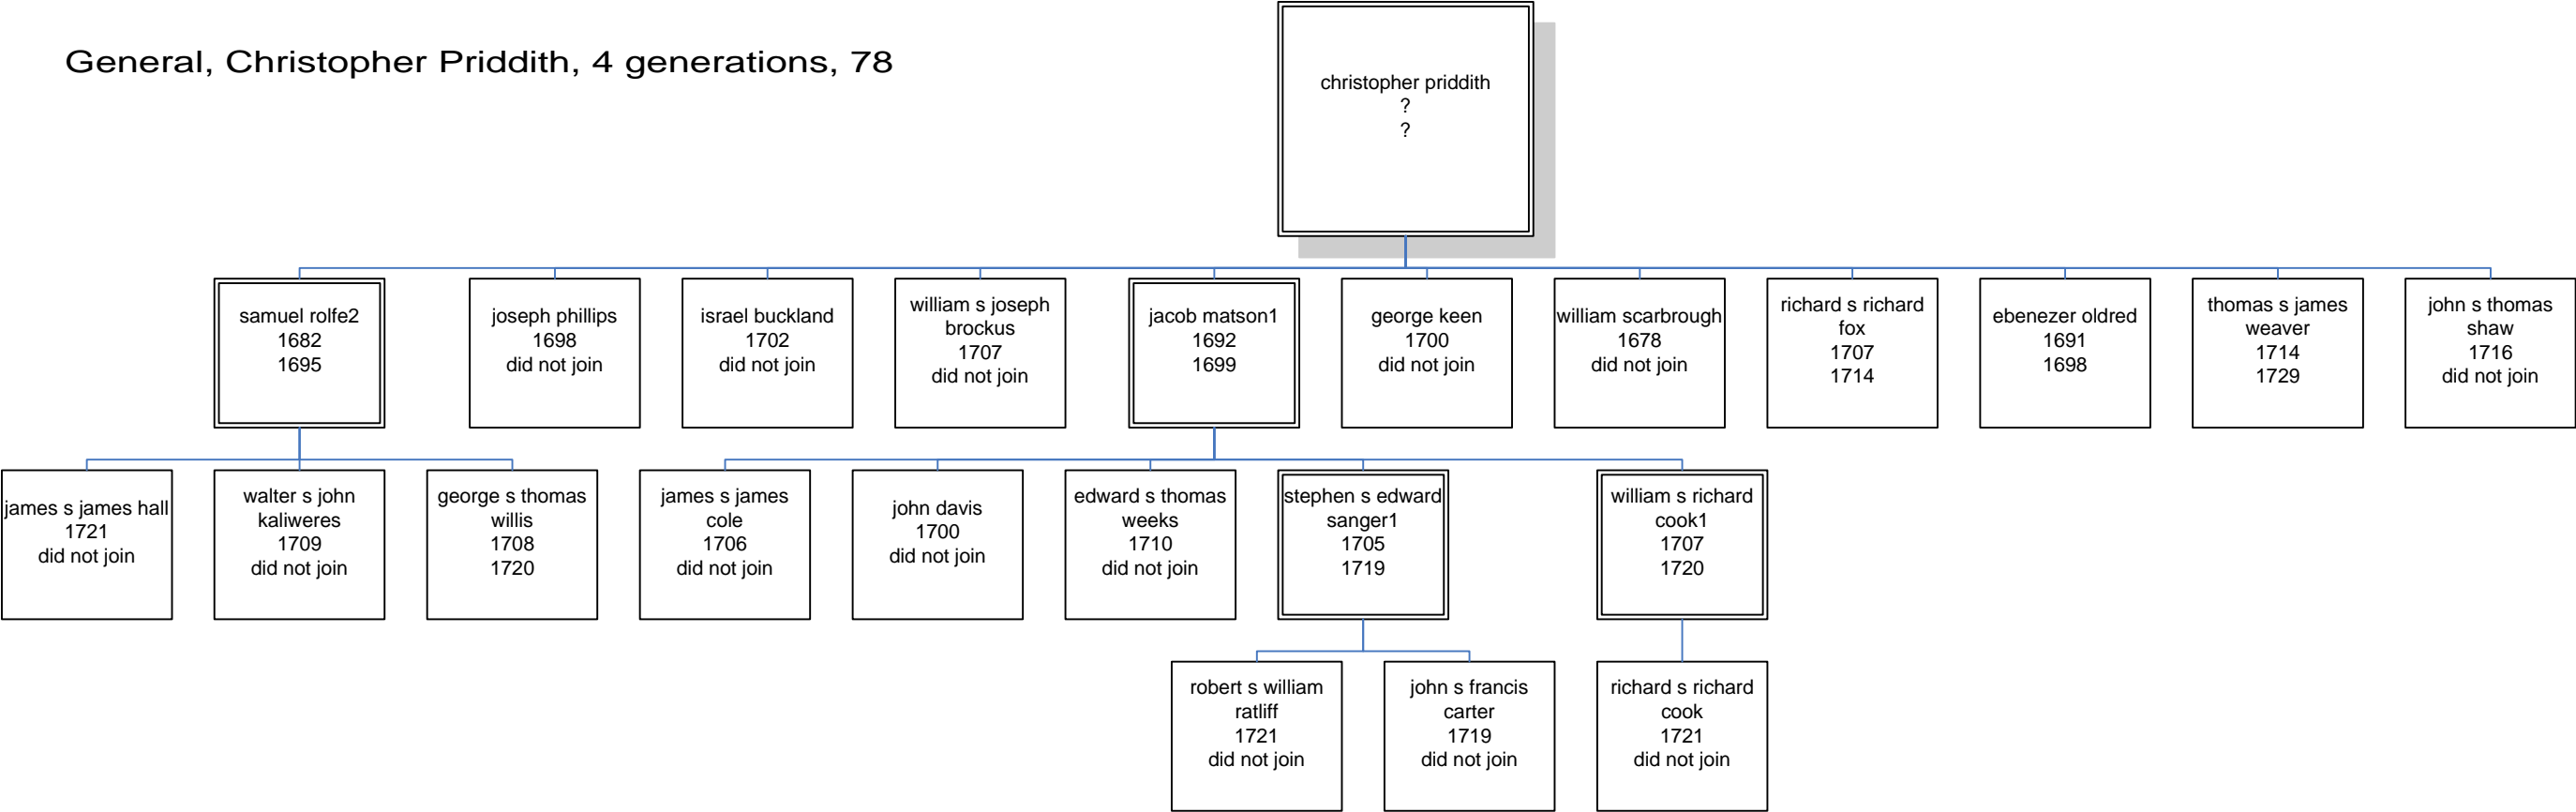 General, Christopher Priddith, 4 generations, 78
christopher priddith
?
?
samuel rolfe2
1682
1695
joseph phillips
1698
did not join
israel buckland
1702
did not join
william s joseph
brockus
1707
did not join
jacob matson1
1692
1699
george keen
1700
did not join
william scarbrough
1678
did not join
richard s richard
fox
1707
1714
ebenezer oldred
1691
1698
thomas s james
weaver
1714
1729
john s thomas
shaw
1716
did not join
james s james hall
1721
did not join
walter s john
kaliweres
1709
did not join
george s thomas
willis
1708
1720
james s james
cole
1706
did not join
john davis
1700
did not join
edward s thomas
weeks
1710
did not join
stephen s edward
sanger1
1705
1719
william s richard
cook1
1707
1720
robert s william
ratliff
1721
did not join
john s francis
carter
1719
did not join
richard s richard
cook
1721
did not join